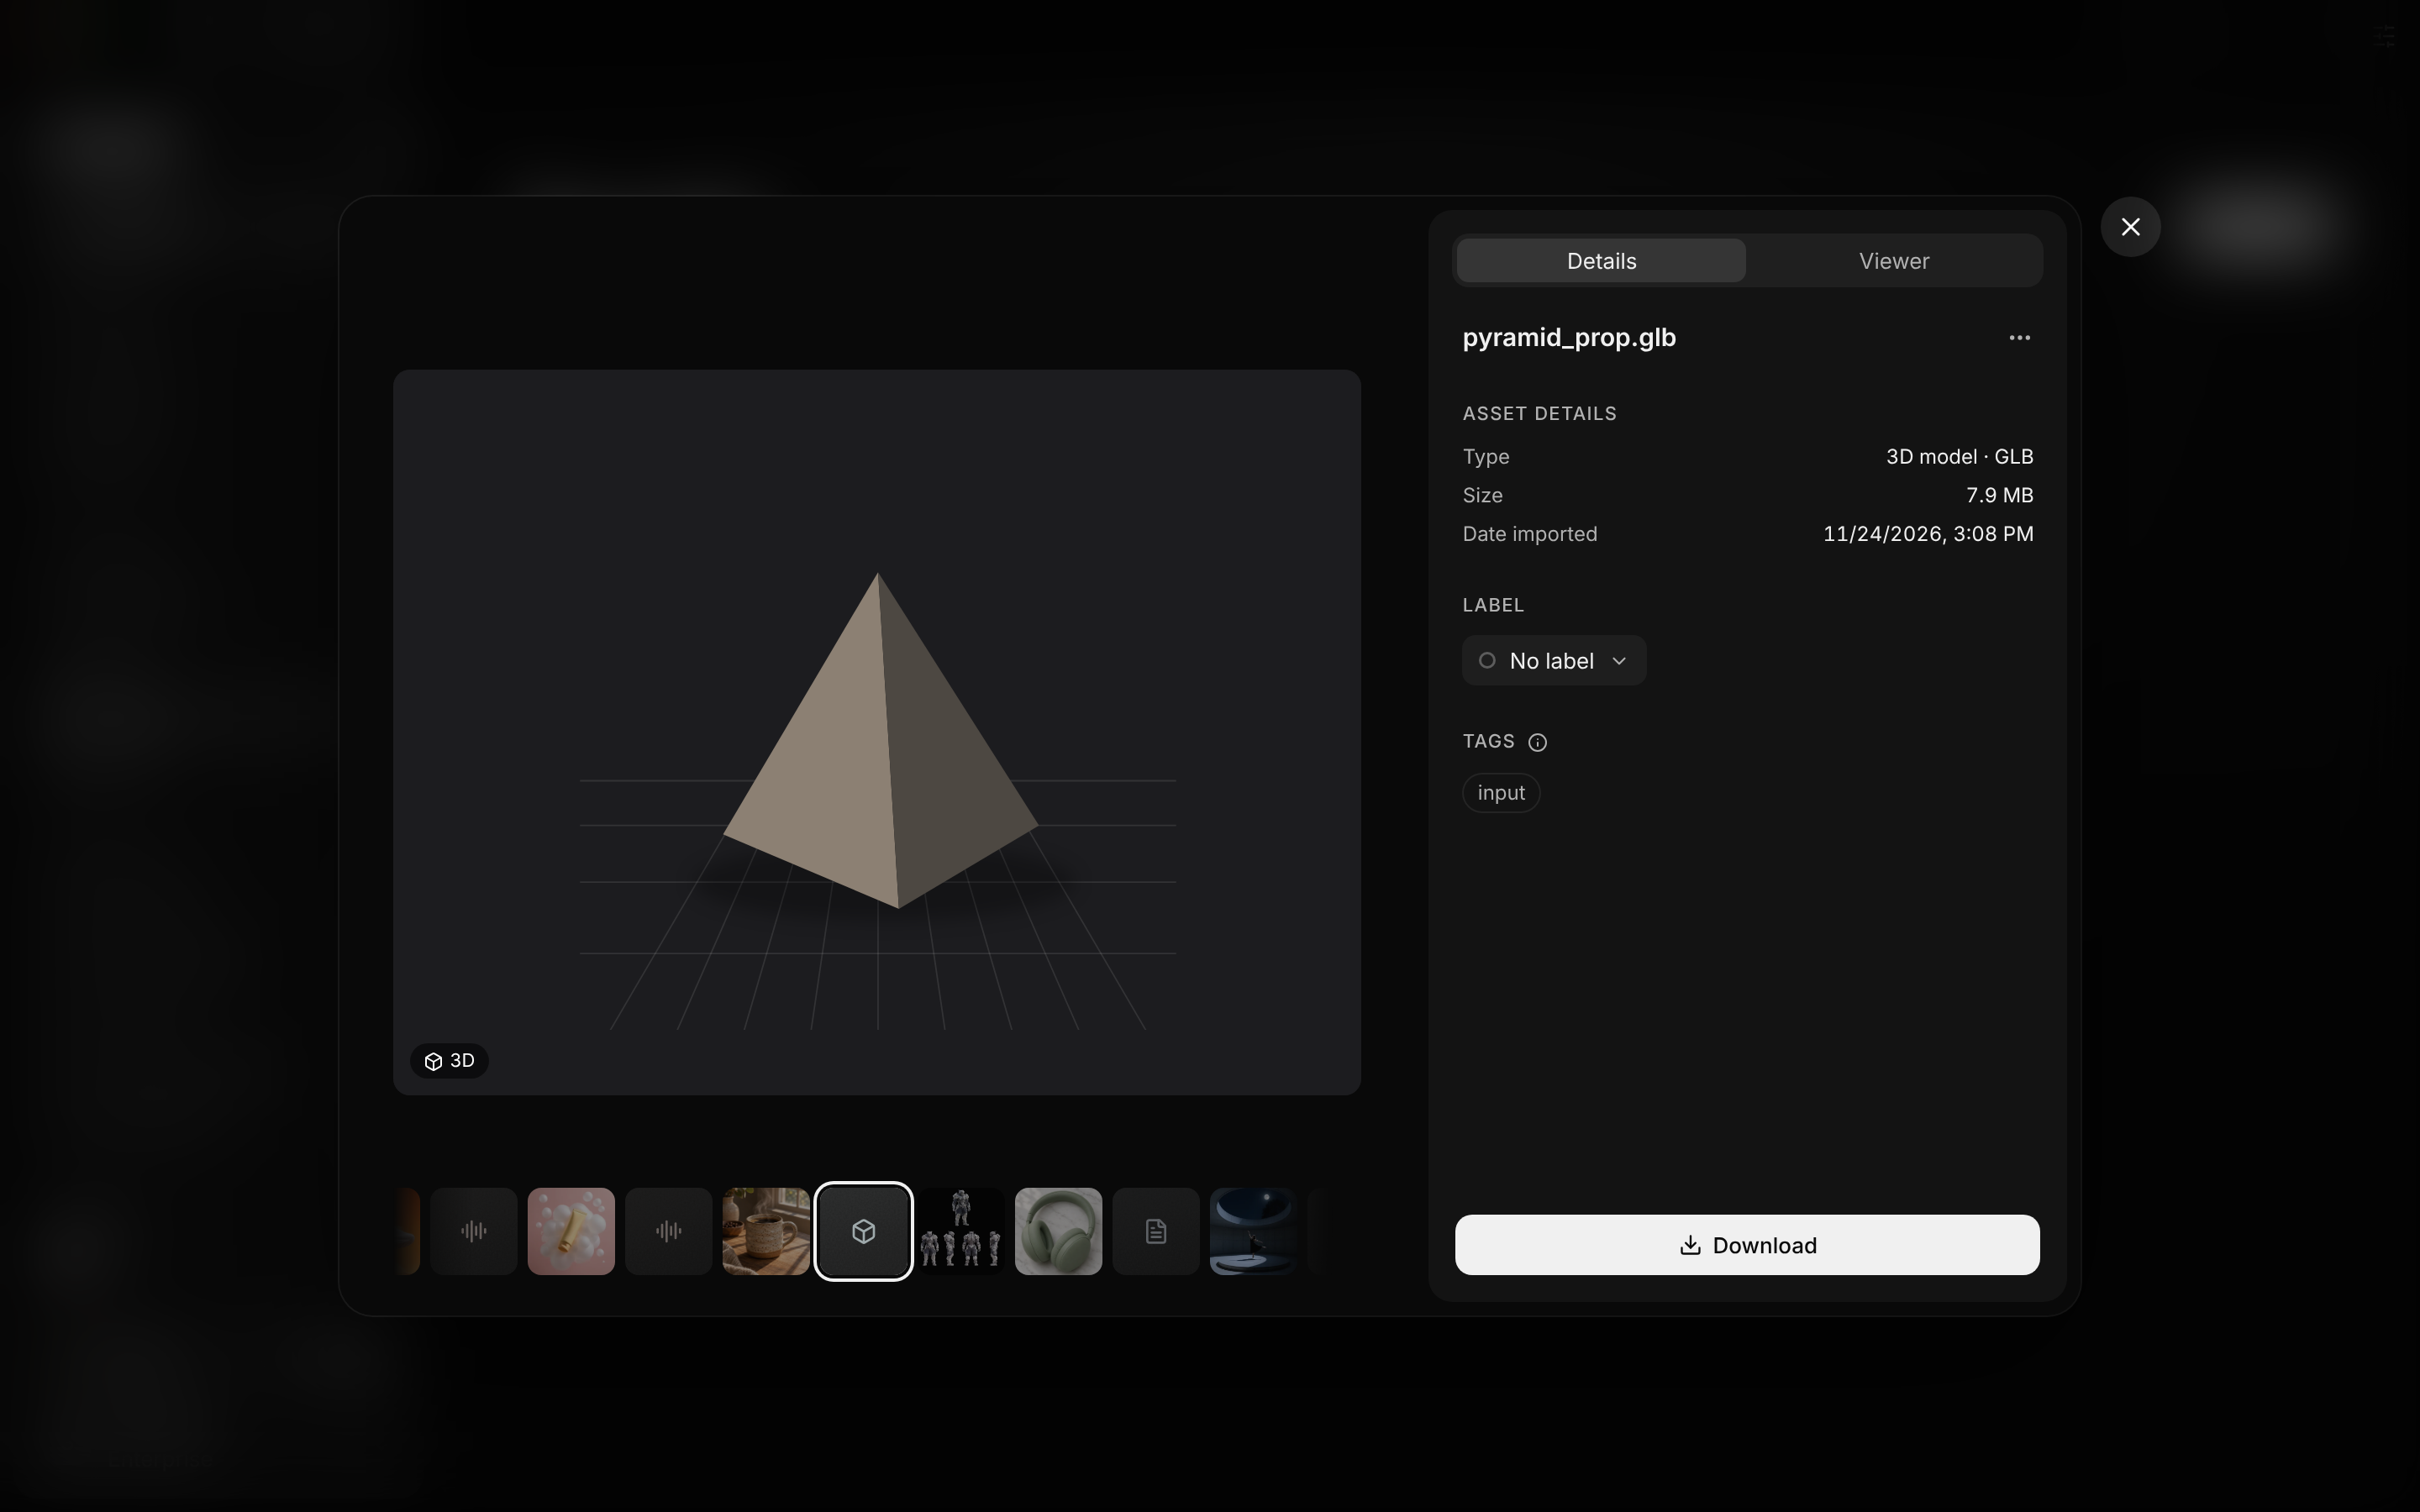 Details
Viewer
pyramid_prop.glb
ASSET DETAILS
Type
3D model · GLB
Size
7.9 MB
Date imported
11/24/2026, 3:08 PM
LABEL
No label
TAGS
input
3D
Download